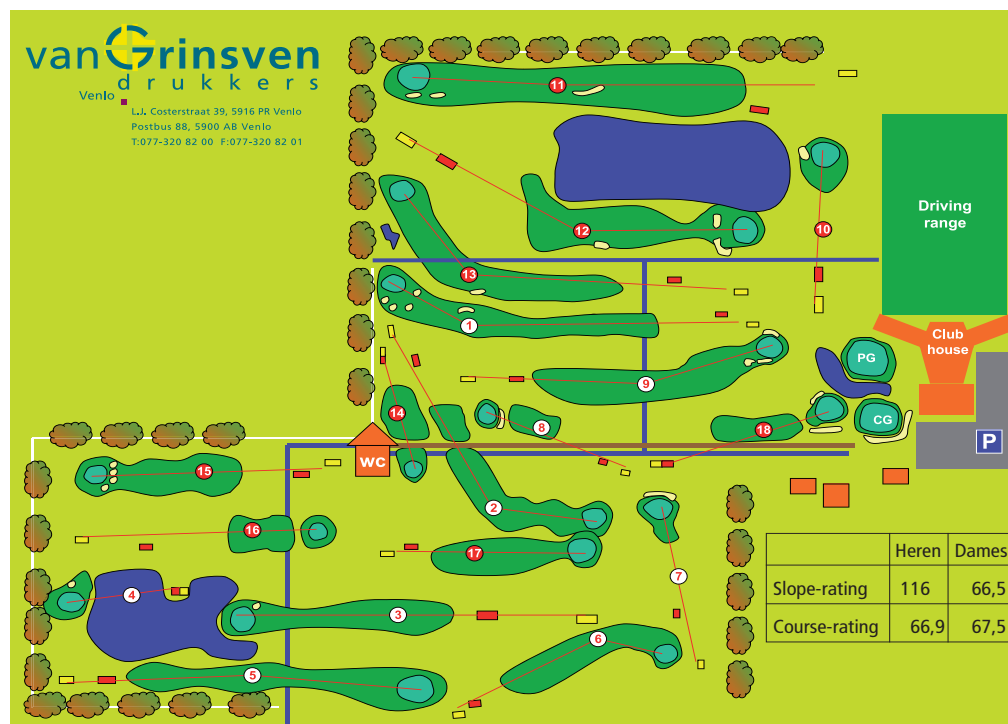 van Grinsven
drukkers
Venlo
L.J. Costerstraat 39, 5916 PR Venlo
Postbus 88, 5900 AB Venlo
T:077-320 82 00 F:077-320 82 01
11
12
10
Driving
range
13
1
Club
house
PG
9
14
8
18
CG
P
WC
15
2
16
17
7
4
3
6
5
Heren Dames
Slope-rating 116 66,5
Course-rating 66,9 67,5